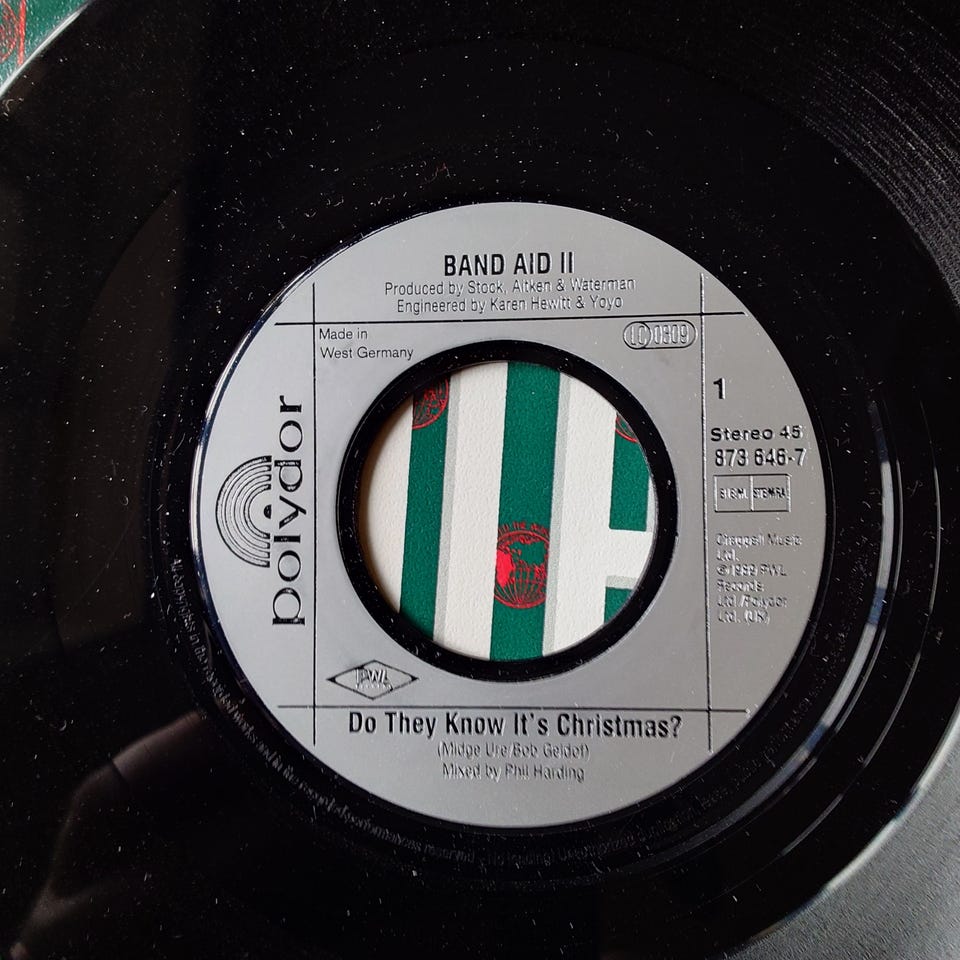 BAND AID II
Produced by Stock, Aitken & Waterman
Engineered by Karen Hewitt & Yoyo
Made in
West Germany
LC 0309
polydor
1
Stereo 45
873 646-7
B.I.E.M. STEMRA
Music
Ltd.
1989 PWL
Records
Ltd./Polydor
Ltd. (UK)
PWL
Do They Know It's Christmas?
(Midge Ure/Bob Geldof)
Mixed by Phil Harding